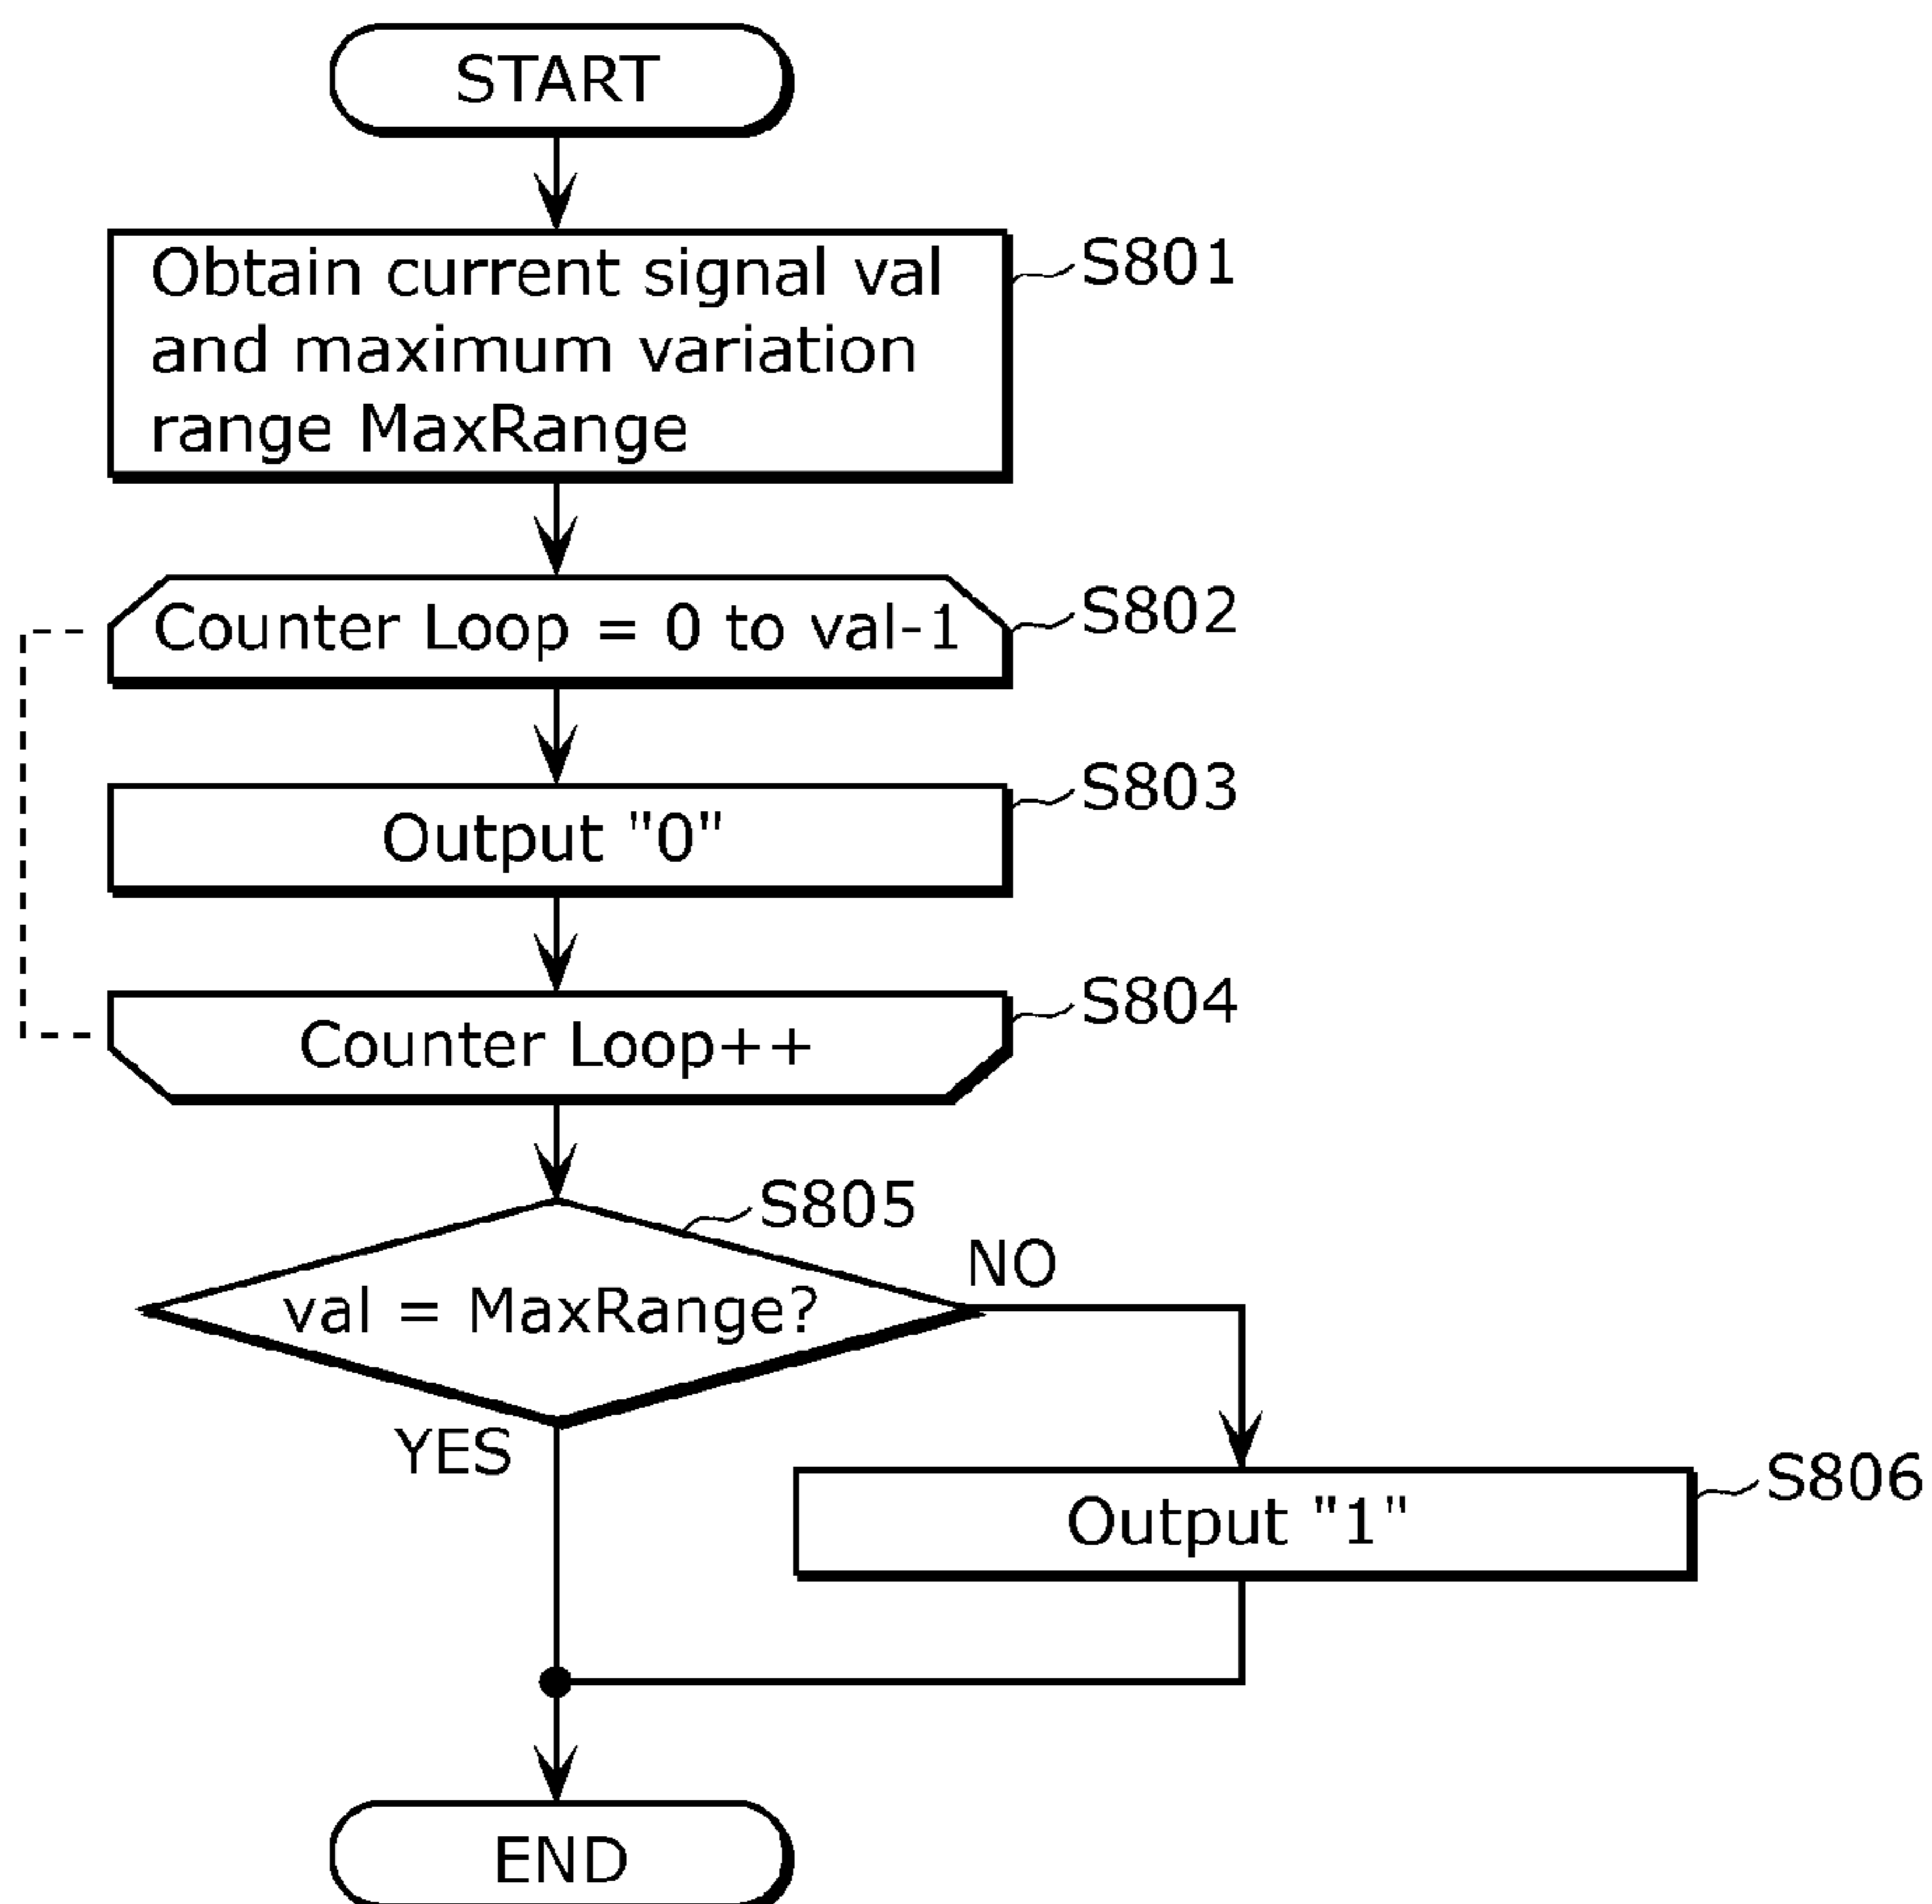 START
Obtain current signal val
and maximum variation
range MaxRange
S801
Counter Loop = 0 to val-1
S802
Output "0"
S803
Counter Loop++
S804
val = MaxRange?
S805
NO
YES
Output "1"
S806
END